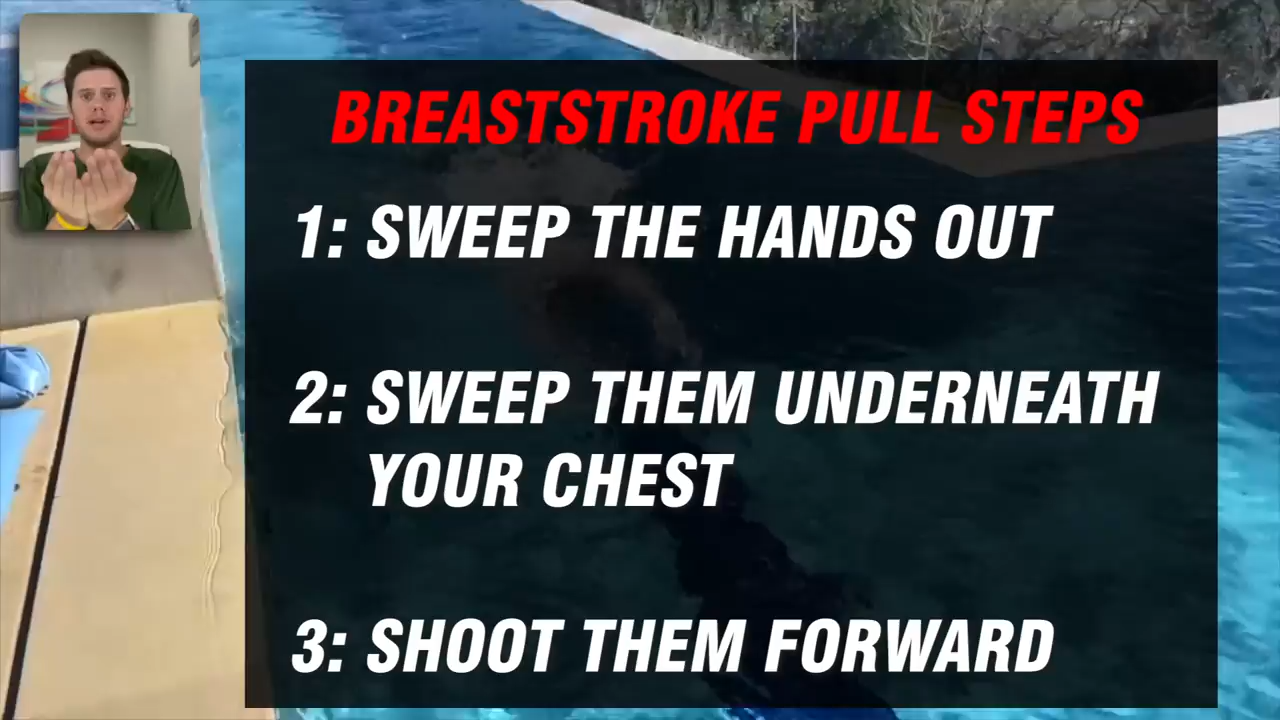 BREASTSTROKE PULL STEPS
1: SWEEP THE HANDS OUT
2: SWEEP THEM UNDERNEATH
YOUR CHEST
3: SHOOT THEM FORWARD